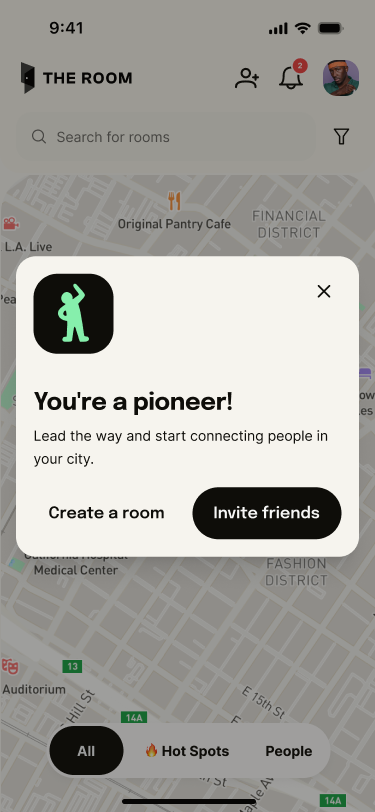 9:41
2
THE ROOM
Search for rooms
Original Pantry Cafe
FINANCIAL
DISTRICT
L.A. Live
You're a pioneer!
Lead the way and start connecting people in
your city.
Create a room
Invite friends
California Hospital
Medical Center
FASHION
DISTRICT
13
Auditorium
Hill St
14A
E 15th St
All
Hot Spots
People
14A